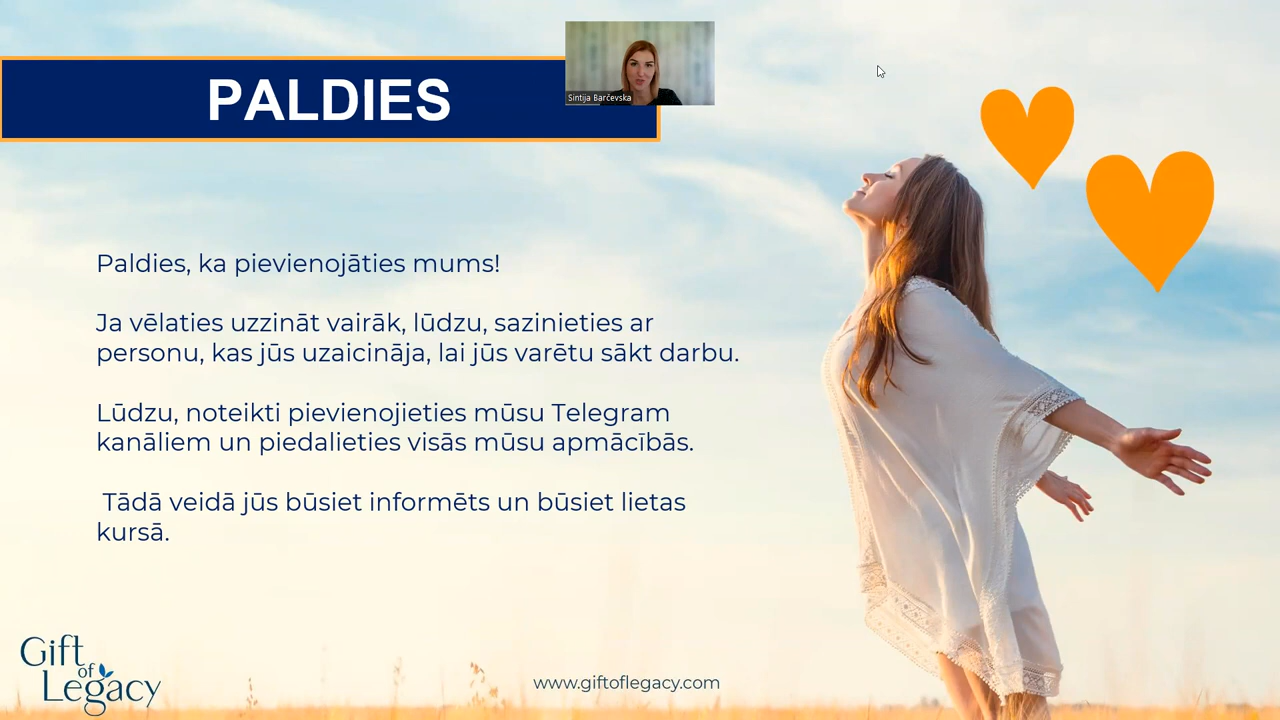 PALDIES
Sintija Barčevska
Paldies, ka pievienojāties mums!
Ja vēlaties uzzināt vairāk, lūdzu, sazinieties ar
personu, kas jūs uzaicināja, lai jūs varētu sākt darbu.
Lūdzu, noteikti pievienojieties mūsu Telegram
kanāliem un piedalieties visās mūsu apmācībās.
Tādā veidā jūs būsiet informēts un būsiet lietas
kursā.
Gift
of
Legacy
www.giftoflegacy.com